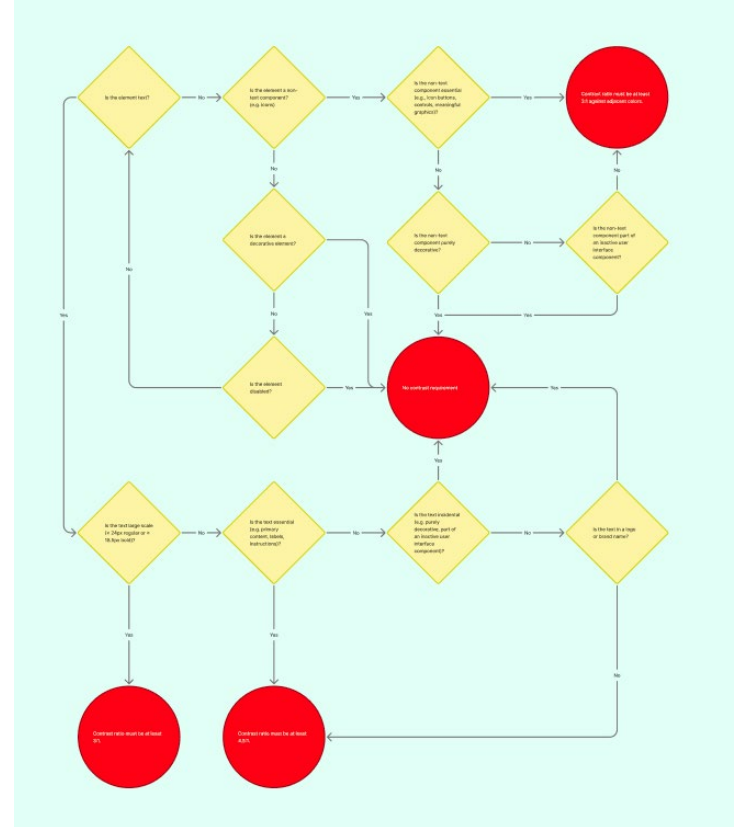 Is the element text?
No
Is the element a non-
text component?
(e.g. icons)
Yes
Is the non-text
component essential
(e.g., icon buttons,
controls, meaningful
graphics)?
Yes
Contrast ratio must be at least
3:1 against adjacent colors.
No
No
No
Is the element a
decorative element?
Is the non-text
component purely
decorative?
No
Is the non-text
component part of
an inactive user
interface
component?
No
Yes
No
Yes
Yes
Yes
Is the element
disabled?
Yes
No contrast requirement
Yes
Yes
Is the text large scale
(> 24px regular or >
18.5px bold)?
No
Is the text essential
(e.g. primary
content, labels,
instructions)?
No
Is the text incidental
(e.g. purely
decorative, part of
an inactive user
interface
component)?
No
Is the text in a logo
or brand name?
Yes
Yes
No
Contrast ratio must be at least
3:1.
Contrast ratio must be at least
4.5:1.